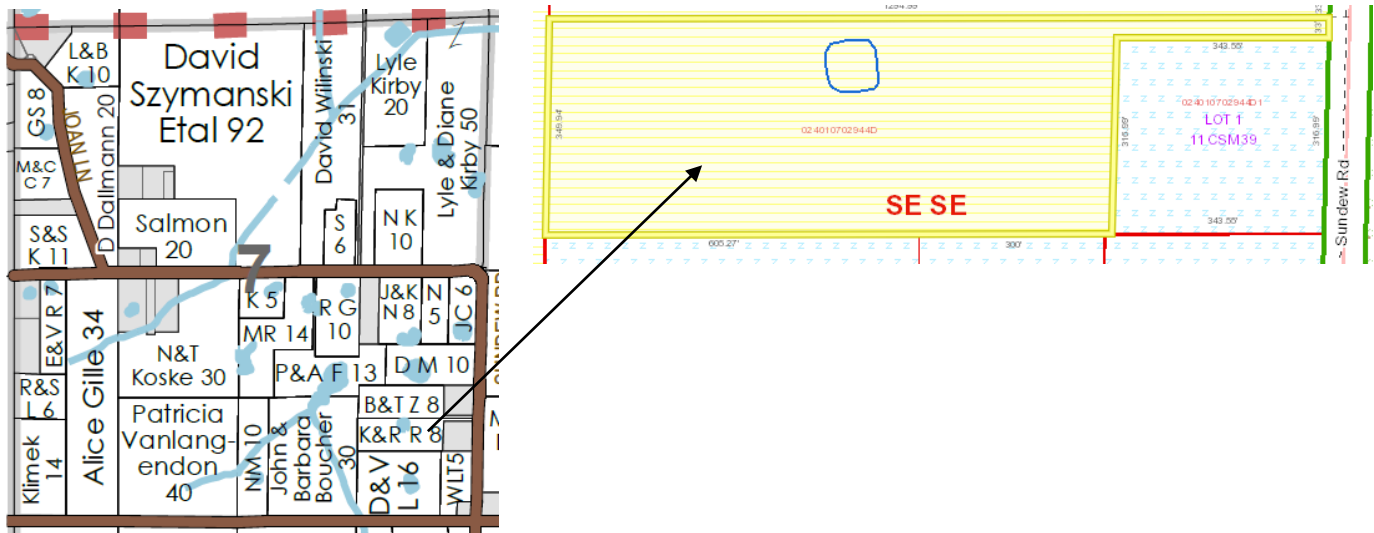 L&B
K 10
GS 8
JOAN LN
D Dallmann 20
M&C
C 7
S&S
K 11
David
Szymanski
Etal 92
David Wilinski
31
Lyle
Kirby
20
Lyle & Diane
Kirby 50
Salmon
20
S
6
N K
10
7
E&V R 7
Alice Gille 34
K 5
R G
10
J&K
N 8
N
5
JC 6
MR 14
N&T
Koske 30
P&A F 13
D M 10
R&S
L 6
Klimek
14
Patricia
Vanlang-
endon
40
NM 10
John &
Barbara
Boucher
30
B&T Z 8
K&R R 8
D&V
L 16
WLT5
349.94'
024010702944D
SE SE
605.27'
300'
343.55'
024010702944D1
LOT 1
11 CSM39
316.99'
316.99'
343.55'
33'
~ Sundew Rd